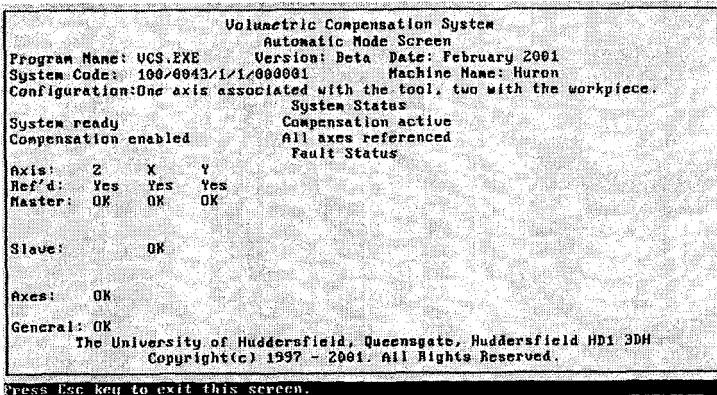 Volumetric Compensation System
Automatic Mode Screen
Program Name: VCS.EXE Version: Beta Date: February 2001
System Code: 100/0043/1/1/000001 Machine Name: Huron
Configuration:One axis associated with the tool, two with the workpiece.
System Status
System ready Compensation active
Compensation enabled All axes referenced
Fault Status
Axis: Z X Y
Ref'd: Yes Yes Yes
Master: OK OK OK
Slave: OK
Axes: OK
General: OK
The University of Huddersfield, Queensgate, Huddersfield HD1 3DH
Copyright(c) 1997 - 2001. All Rights Reserved.
Press Esc key to exit this screen.